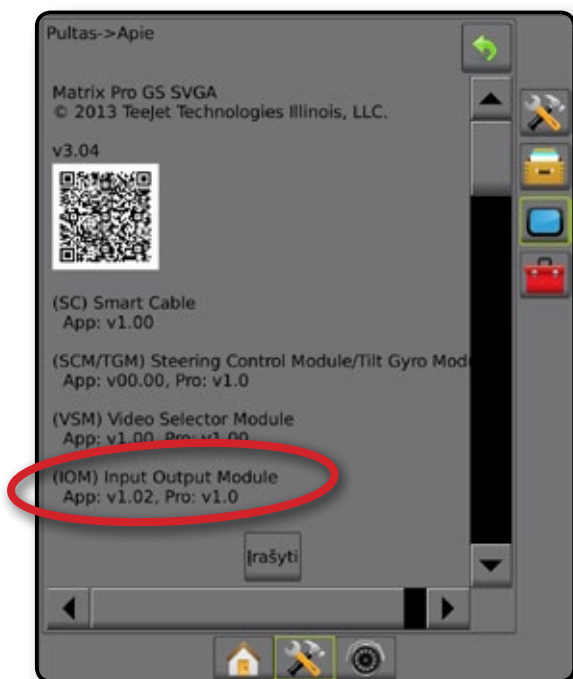 Pultas->Apie
Matrix Pro GS SVGA
© 2013 TeeJet Technologies Illinois, LLC.
v3.04
(SC) Smart Cable
App: v1.00
(SCM/TGM) Steering Control Module/Tilt Gyro Mod
App: v00.00, Pro: v1.0
(VSM) Video Selector Module
App: v1.00, Pro: v1.00
(IOM) Input Output Module
App: v1.02, Pro: v1.0
Įrašyti